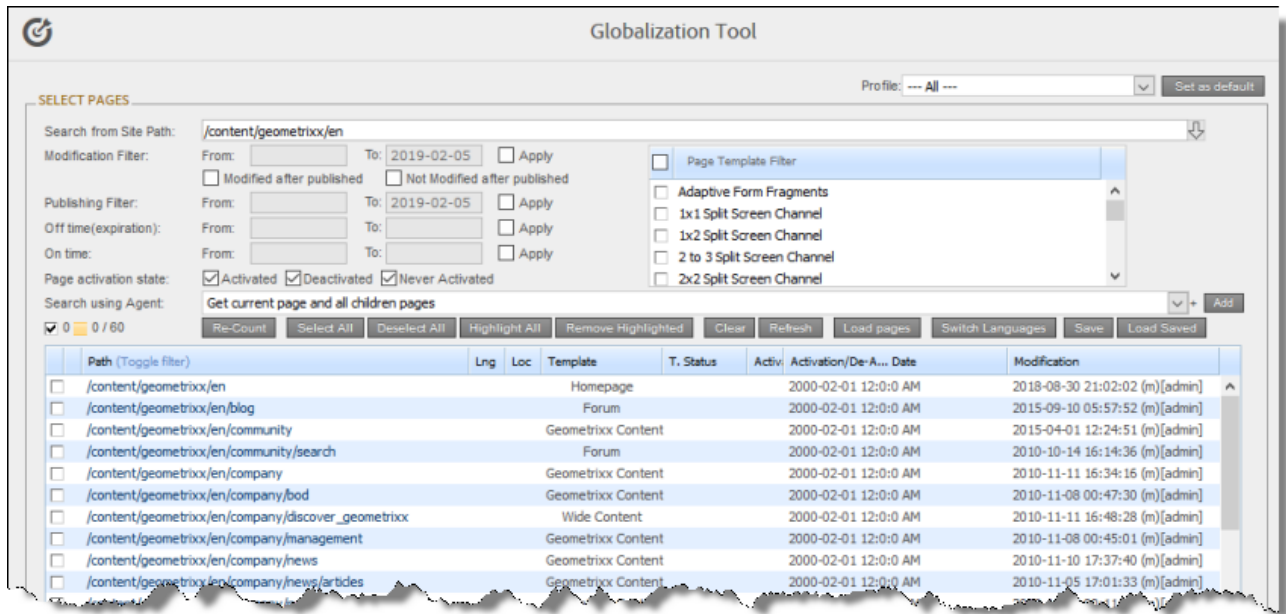 Globalization Tool
Profile: --- All --- Set as default
SELECT PAGES
Search from Site Path: /content/geometrixx/en
Modification Filter: From: To: 2019-02-05 Apply
Modified after published Not Modified after published
Publishing Filter: From: To: 2019-02-05 Apply
Off time(expiration): From: To: Apply
On time: From: To: Apply
Page activation state: Activated Deactivated Never Activated
Page Template Filter
Adaptive Form Fragments
1x1 Split Screen Channel
1x2 Split Screen Channel
2 to 3 Split Screen Channel
2x2 Split Screen Channel
Search using Agent: Get current page and all children pages + Add
0 0 / 60 Re-Count Select All Deselect All Highlight All Remove Highlighted Clear Refresh Load pages Switch Languages Save Load Saved
Path (Toggle filter) Lng Loc Template T. Status Activ Activation/De-A... Date Modification
/content/geometrixx/en Homepage 2000-02-01 12:0:0 AM 2018-08-30 21:02:02 (m)[admin]
/content/geometrixx/en/blog Forum 2000-02-01 12:0:0 AM 2015-09-10 05:57:52 (m)[admin]
/content/geometrixx/en/community Geometrixx Content 2000-02-01 12:0:0 AM 2015-04-01 12:24:51 (m)[admin]
/content/geometrixx/en/community/search Forum 2000-02-01 12:0:0 AM 2010-10-14 16:14:36 (m)[admin]
/content/geometrixx/en/company Geometrixx Content 2000-02-01 12:0:0 AM 2010-11-11 16:34:16 (m)[admin]
/content/geometrixx/en/company/bod Geometrixx Content 2000-02-01 12:0:0 AM 2010-11-08 00:47:30 (m)[admin]
/content/geometrixx/en/company/discover_geometrixx Wide Content 2000-02-01 12:0:0 AM 2010-11-11 16:48:28 (m)[admin]
/content/geometrixx/en/company/management Geometrixx Content 2000-02-01 12:0:0 AM 2010-11-08 00:45:01 (m)[admin]
/content/geometrixx/en/company/news Geometrixx Content 2000-02-01 12:0:0 AM 2010-11-10 17:37:40 (m)[admin]
/content/geometrixx/en/company/news/articles Geometrixx Content 2000-02-01 12:0:0 AM 2010-11-05 17:01:33 (m)[admin]